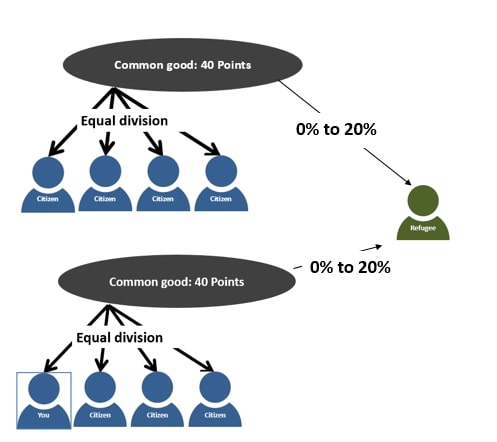 Common good: 40 Points
Equal division
0% to 20%
Citizen
Citizen
Citizen
Citizen
Refugee
Common good: 40 Points
0% to 20%
Equal division
You
Citizen
Citizen
Citizen